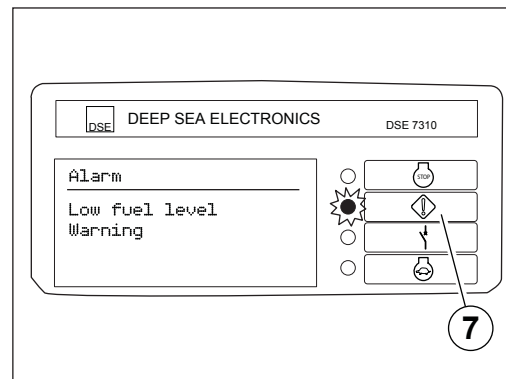 DSE
DEEP SEA ELECTRONICS
DSE 7310
Alarm
Low fuel level
Warning
STOP
7